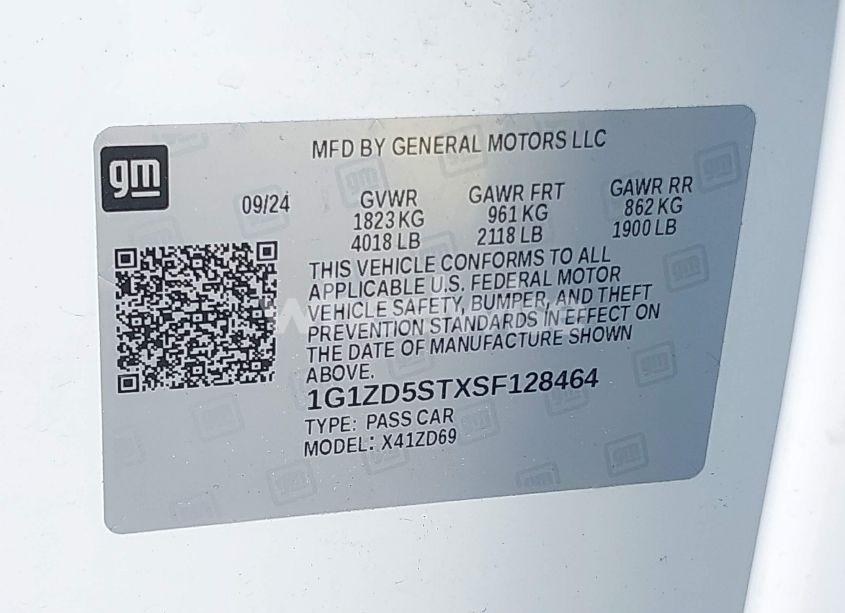 gm
MFD BY GENERAL MOTORS LLC
09/24
GVWR GAWR FRT GAWR RR
1823 KG 961 KG 862 KG
4018 LB 2118 LB 1900 LB
THIS VEHICLE CONFORMS TO ALL
APPLICABLE U.S. FEDERAL MOTOR
VEHICLE SAFETY, BUMPER, AND THEFT
PREVENTION STANDARDS IN EFFECT ON
THE DATE OF MANUFACTURE SHOWN
ABOVE.
1G1ZD5STXSF128464
TYPE: PASS CAR
MODEL: X41ZD69